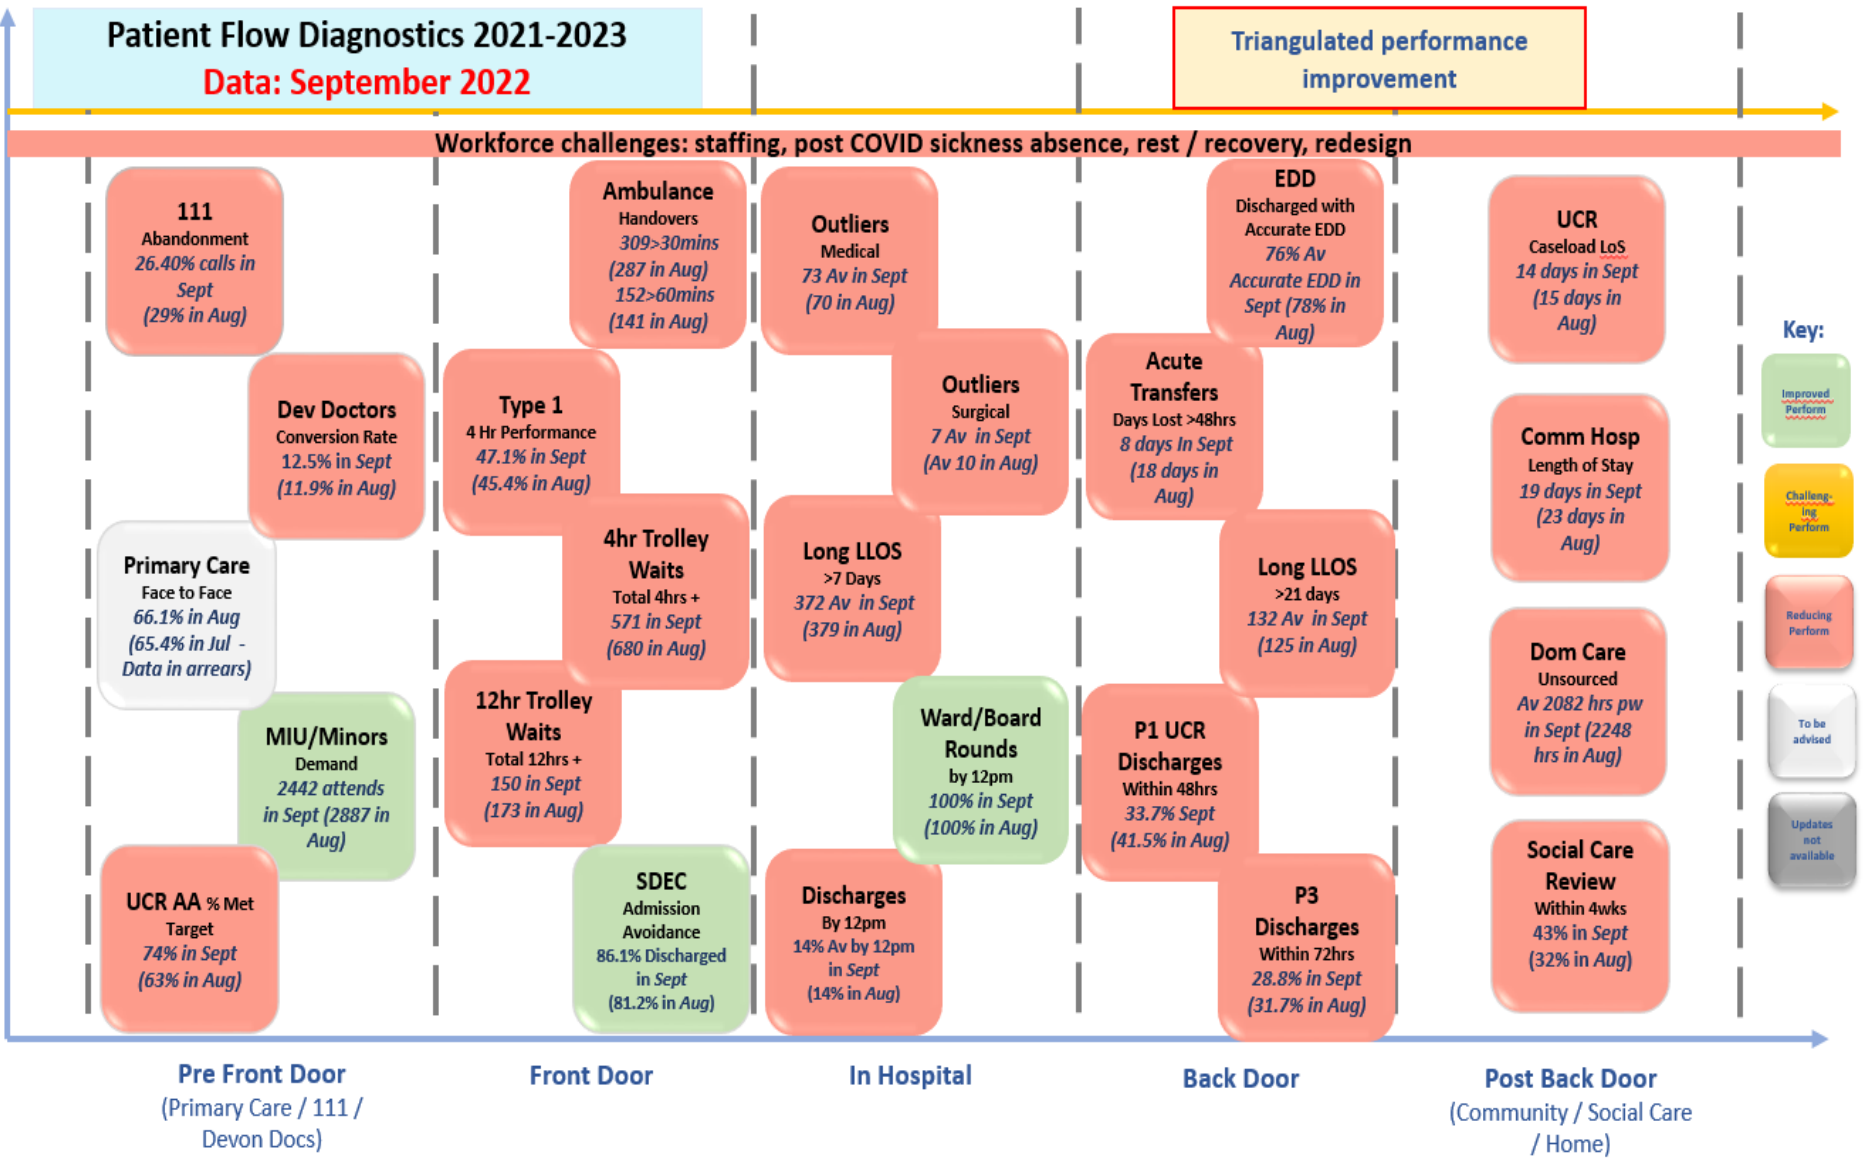 Patient Flow Diagnostics 2021-2023
Data: September 2022
Triangulated performance
improvement
Workforce challenges: staffing, post COVID sickness absence, rest / recovery, redesign
111
Abandonment
26.40% calls in
Sept
(29% in Aug)
Dev Doctors
Conversion Rate
12.5% in Sept
(11.9% in Aug)
Primary Care
Face to Face
66.1% in Aug
(65.4% in Jul -
Data in arrears)
MIU/Minors
Demand
2442 attends
in Sept (2887 in
Aug)
UCR AA % Met
Target
74% in Sept
(63% in Aug)
Ambulance
Handovers
309>30mins
(287 in Aug)
152>60mins
(141 in Aug)
Type 1
4 Hr Performance
47.1% in Sept
(45.4% in Aug)
4hr Trolley
Waits
Total 4hrs +
571 in Sept
(680 in Aug)
12hr Trolley
Waits
Total 12hrs +
150 in Sept
(173 in Aug)
SDEC
Admission
Avoidance
86.1% Discharged
in Sept
(81.2% in Aug)
Outliers
Medical
73 Av in Sept
(70 in Aug)
Outliers
Surgical
7 Av in Sept
(Av 10 in Aug)
Long LLOS
>7 Days
372 Av in Sept
(379 in Aug)
Ward/Board
Rounds
by 12pm
100% in Sept
(100% in Aug)
Discharges
By 12pm
14% Av by 12pm
in Sept
(14% in Aug)
EDD
Discharged with
Accurate EDD
76% Av
Accurate EDD in
Sept (78% in
Aug)
Acute
Transfers
Days Lost >48hrs
8 days In Sept
(18 days in
Aug)
Long LLOS
>21 days
132 Av in Sept
(125 in Aug)
P1 UCR
Discharges
Within 48hrs
33.7% Sept
(41.5% in Aug)
P3
Discharges
Within 72hrs
28.8% in Sept
(31.7% in Aug)
UCR
Caseload LoS
14 days in Sept
(15 days in
Aug)
Comm Hosp
Length of Stay
19 days in Sept
(23 days in
Aug)
Dom Care
Unsourced
Av 2082 hrs pw
in Sept (2248
hrs in Aug)
Social Care
Review
Within 4wks
43% in Sept
(32% in Aug)
Key:
Improved
Perform
Challeng-
ing
Perform
Reducing
Perform
To be
advised
Updates
not
available
Pre Front Door
(Primary Care / 111 /
Devon Docs)
Front Door
In Hospital
Back Door
Post Back Door
(Community / Social Care
/ Home)